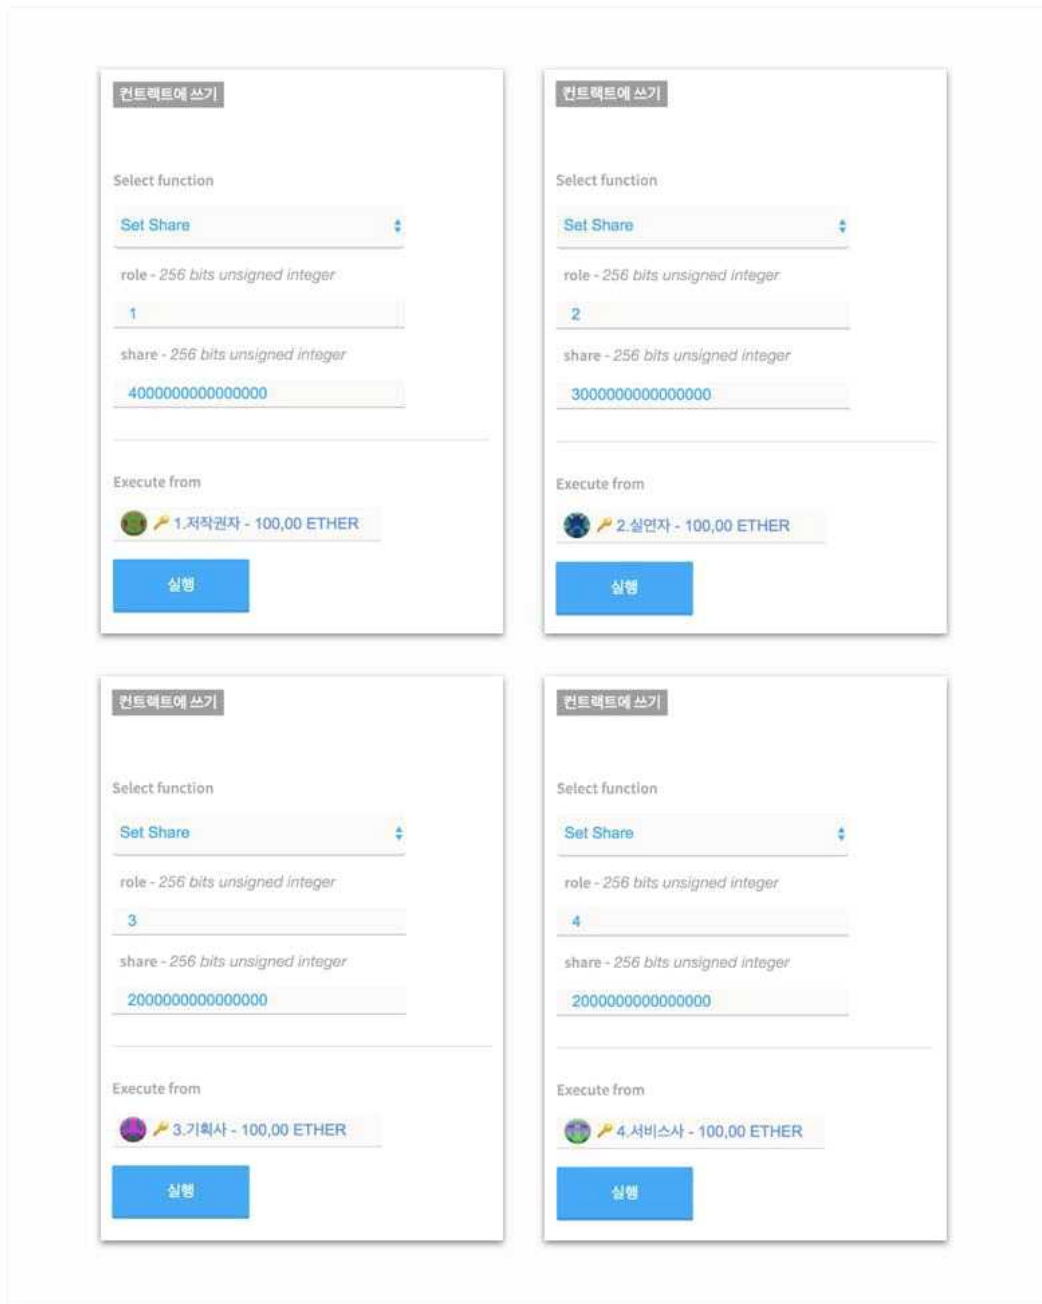 컨트랙트에 쓰기
Select function
Set Share
role - 256 bits unsigned integer
1
share - 256 bits unsigned integer
4000000000000000
Execute from
1.저작권자 - 100,00 ETHER
실행
컨트랙트에 쓰기
Select function
Set Share
role - 256 bits unsigned integer
2
share - 256 bits unsigned integer
3000000000000000
Execute from
2.실연자 - 100,00 ETHER
실행
컨트랙트에 쓰기
Select function
Set Share
role - 256 bits unsigned integer
3
share - 256 bits unsigned integer
2000000000000000
Execute from
3.기획사 - 100,00 ETHER
실행
컨트랙트에 쓰기
Select function
Set Share
role - 256 bits unsigned integer
4
share - 256 bits unsigned integer
2000000000000000
Execute from
4.서비스사 - 100,00 ETHER
실행